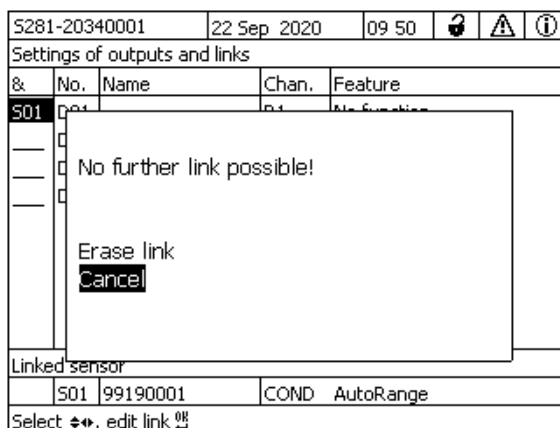 S281-20340001 22 Sep 2020 09 50
Settings of outputs and links
& No. Name Chan. Feature
S01
No further link possible!
Erase link
Cancel
Linked sensor
S01 99190001 COND AutoRange
Select , edit link OK